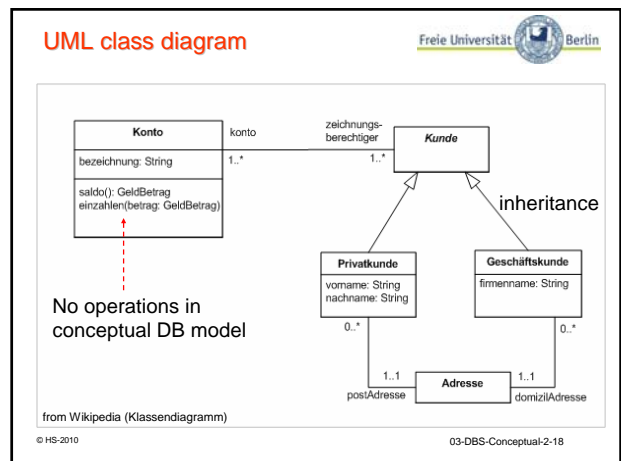 UML class diagram
Freie Universität Berlin
Konto
bezeichnung: String
saldo(): GeldBetrag
einzahlen(betrag: GeldBetrag)
konto
1..*
zeichnungs-
berechtiger
1..*
Kunde
inheritance
Privatkunde
vorname: String
nachname: String
Geschäftskunde
firmenname: String
No operations in
conceptual DB model
0..*
0..*
1..1
postAdresse
Adresse
1..1
domizilAdresse
from Wikipedia (Klassendiagramm)
© HS-2010
03-DBS-Conceptual-2-18